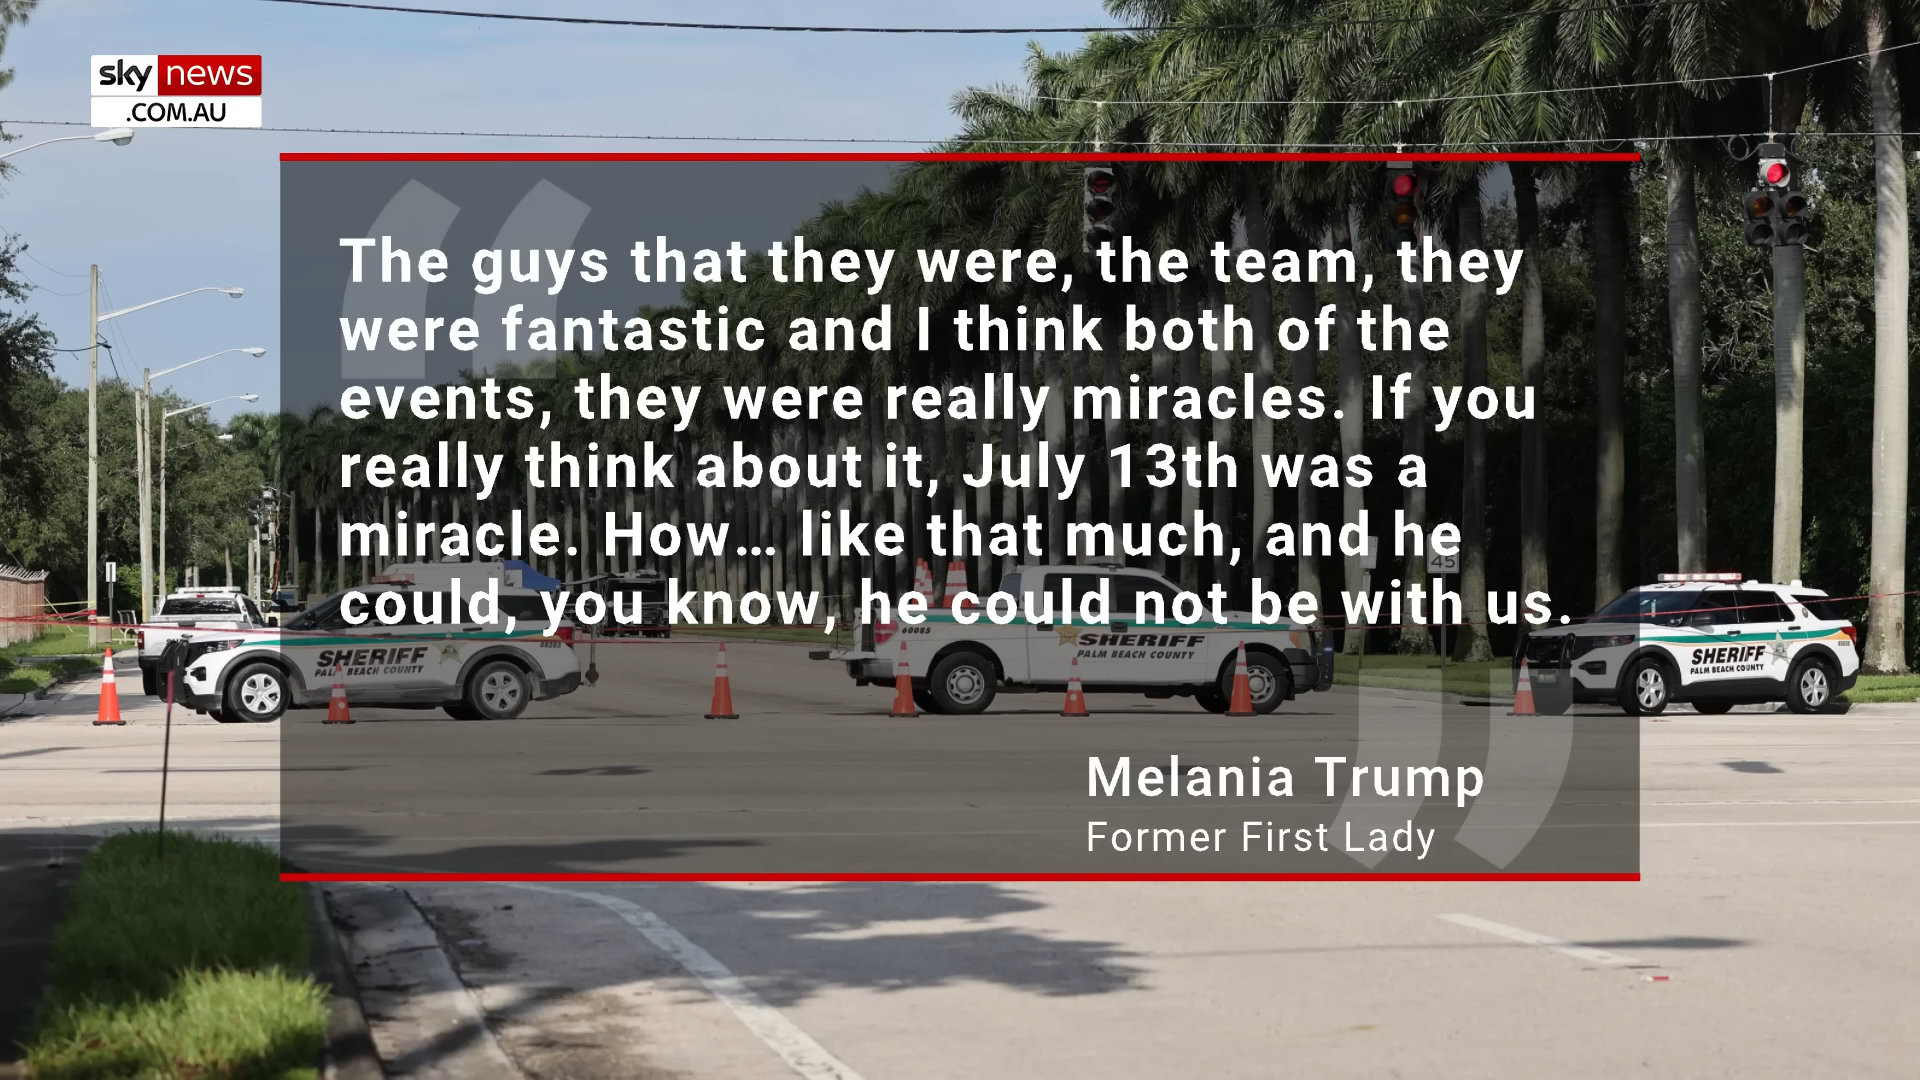 sky news
.COM.AU
The guys that they were, the team, they
were fantastic and I think both of the
events, they were really miracles. If you
really think about it, July 13th was a
miracle. How... like that much, and he
could, you know, he could not be with us.
Melania Trump
Former First Lady
45
60085
SHERIFF
PALM BEACH COUNTY
SHERIFF
PALM BEACH COUNTY
SHERIFF
PALM BEACH COUNTY